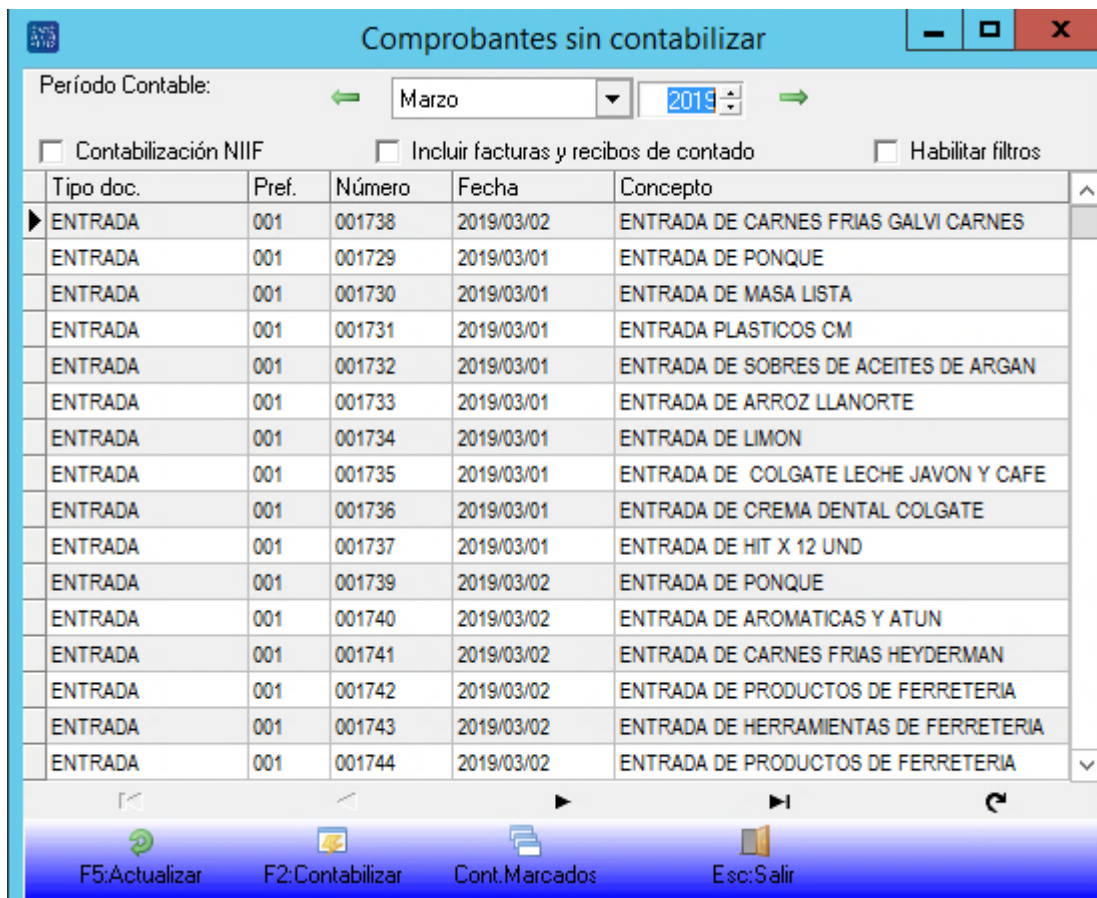 Comprobantes sin contabilizar
Período Contable: Marzo 2019
Contabilización NIIF Incluir facturas y recibos de contado Habilitar filtros
Tipo doc. Pref. Número Fecha Concepto
ENTRADA 001 001738 2019/03/02 ENTRADA DE CARNES FRIAS GALVI CARNES
ENTRADA 001 001729 2019/03/01 ENTRADA DE PONQUE
ENTRADA 001 001730 2019/03/01 ENTRADA DE MASA LISTA
ENTRADA 001 001731 2019/03/01 ENTRADA PLASTICOS CM
ENTRADA 001 001732 2019/03/01 ENTRADA DE SOBRES DE ACEITES DE ARGAN
ENTRADA 001 001733 2019/03/01 ENTRADA DE ARROZ LLANORTE
ENTRADA 001 001734 2019/03/01 ENTRADA DE LIMON
ENTRADA 001 001735 2019/03/01 ENTRADA DE COLGATE LECHE JAVON Y CAFE
ENTRADA 001 001736 2019/03/01 ENTRADA DE CREMA DENTAL COLGATE
ENTRADA 001 001737 2019/03/01 ENTRADA DE HIT X 12 UND
ENTRADA 001 001739 2019/03/02 ENTRADA DE PONQUE
ENTRADA 001 001740 2019/03/02 ENTRADA DE AROMATICAS Y ATUN
ENTRADA 001 001741 2019/03/02 ENTRADA DE CARNES FRIAS HEYDERMAN
ENTRADA 001 001742 2019/03/02 ENTRADA DE PRODUCTOS DE FERRETERIA
ENTRADA 001 001743 2019/03/02 ENTRADA DE HERRAMIENTAS DE FERRETERIA
ENTRADA 001 001744 2019/03/02 ENTRADA DE PRODUCTOS DE FERRETERIA
F5:Actualizar F2:Contabilizar Cont.Marcados Esc:Salir